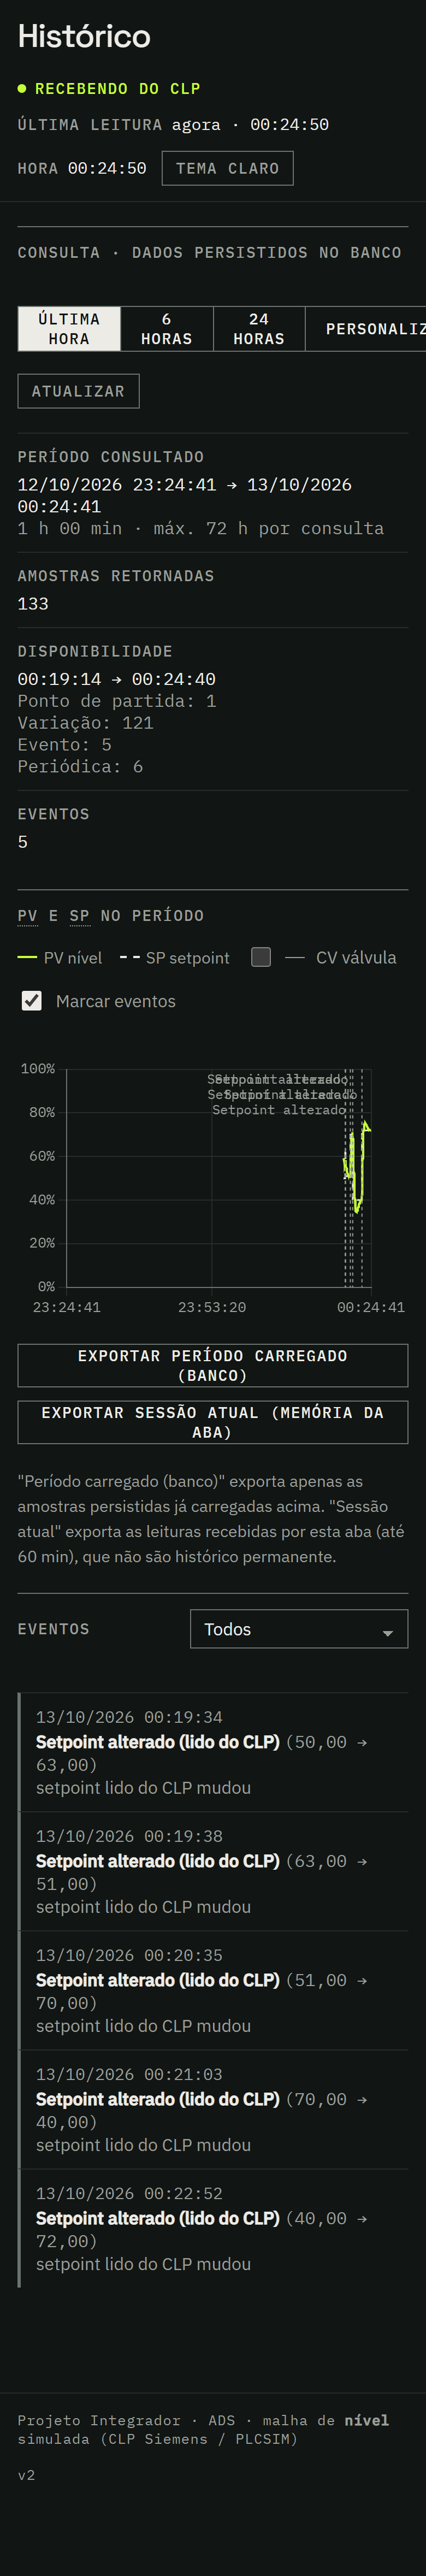 Histórico
RECEBENDO DO CLP
ÚLTIMA LEITURA agora · 00:24:50
HORA 00:24:50 TEMA CLARO
CONSULTA · DADOS PERSISTIDOS NO BANCO
ÚLTIMA HORA
6 HORAS
24 HORAS
PERSONALIZ
ATUALIZAR
PERÍODO CONSULTADO
12/10/2026 23:24:41 → 13/10/2026
00:24:41
1 h 00 min · máx. 72 h por consulta
AMOSTRAS RETORNADAS
133
DISPONIBILIDADE
00:19:14 → 00:24:40
Ponto de partida: 1
Variação: 121
Evento: 5
Periódica: 6
EVENTOS
5
PV E SP NO PERÍODO
PV nível SP setpoint CV válvula
Marcar eventos
Setpoint alterado
100%
80%
60%
40%
20%
0%
23:24:41 23:53:20 00:24:41
EXPORTAR PERÍODO CARREGADO
(BANCO)
EXPORTAR SESSÃO ATUAL (MEMÓRIA DA
ABA)
"Período carregado (banco)" exporta apenas as
amostras persistidas já carregadas acima. "Sessão
atual" exporta as leituras recebidas por esta aba (até
60 min), que não são histórico permanente.
EVENTOS Todos
13/10/2026 00:19:34
Setpoint alterado (lido do CLP) (50,00 →
63,00)
setpoint lido do CLP mudou
13/10/2026 00:19:38
Setpoint alterado (lido do CLP) (63,00 →
51,00)
setpoint lido do CLP mudou
13/10/2026 00:20:35
Setpoint alterado (lido do CLP) (51,00 →
70,00)
setpoint lido do CLP mudou
13/10/2026 00:21:03
Setpoint alterado (lido do CLP) (70,00 →
40,00)
setpoint lido do CLP mudou
13/10/2026 00:22:52
Setpoint alterado (lido do CLP) (40,00 →
72,00)
setpoint lido do CLP mudou
Projeto Integrador · ADS · malha de nível
simulada (CLP Siemens / PLCSIM)
v2